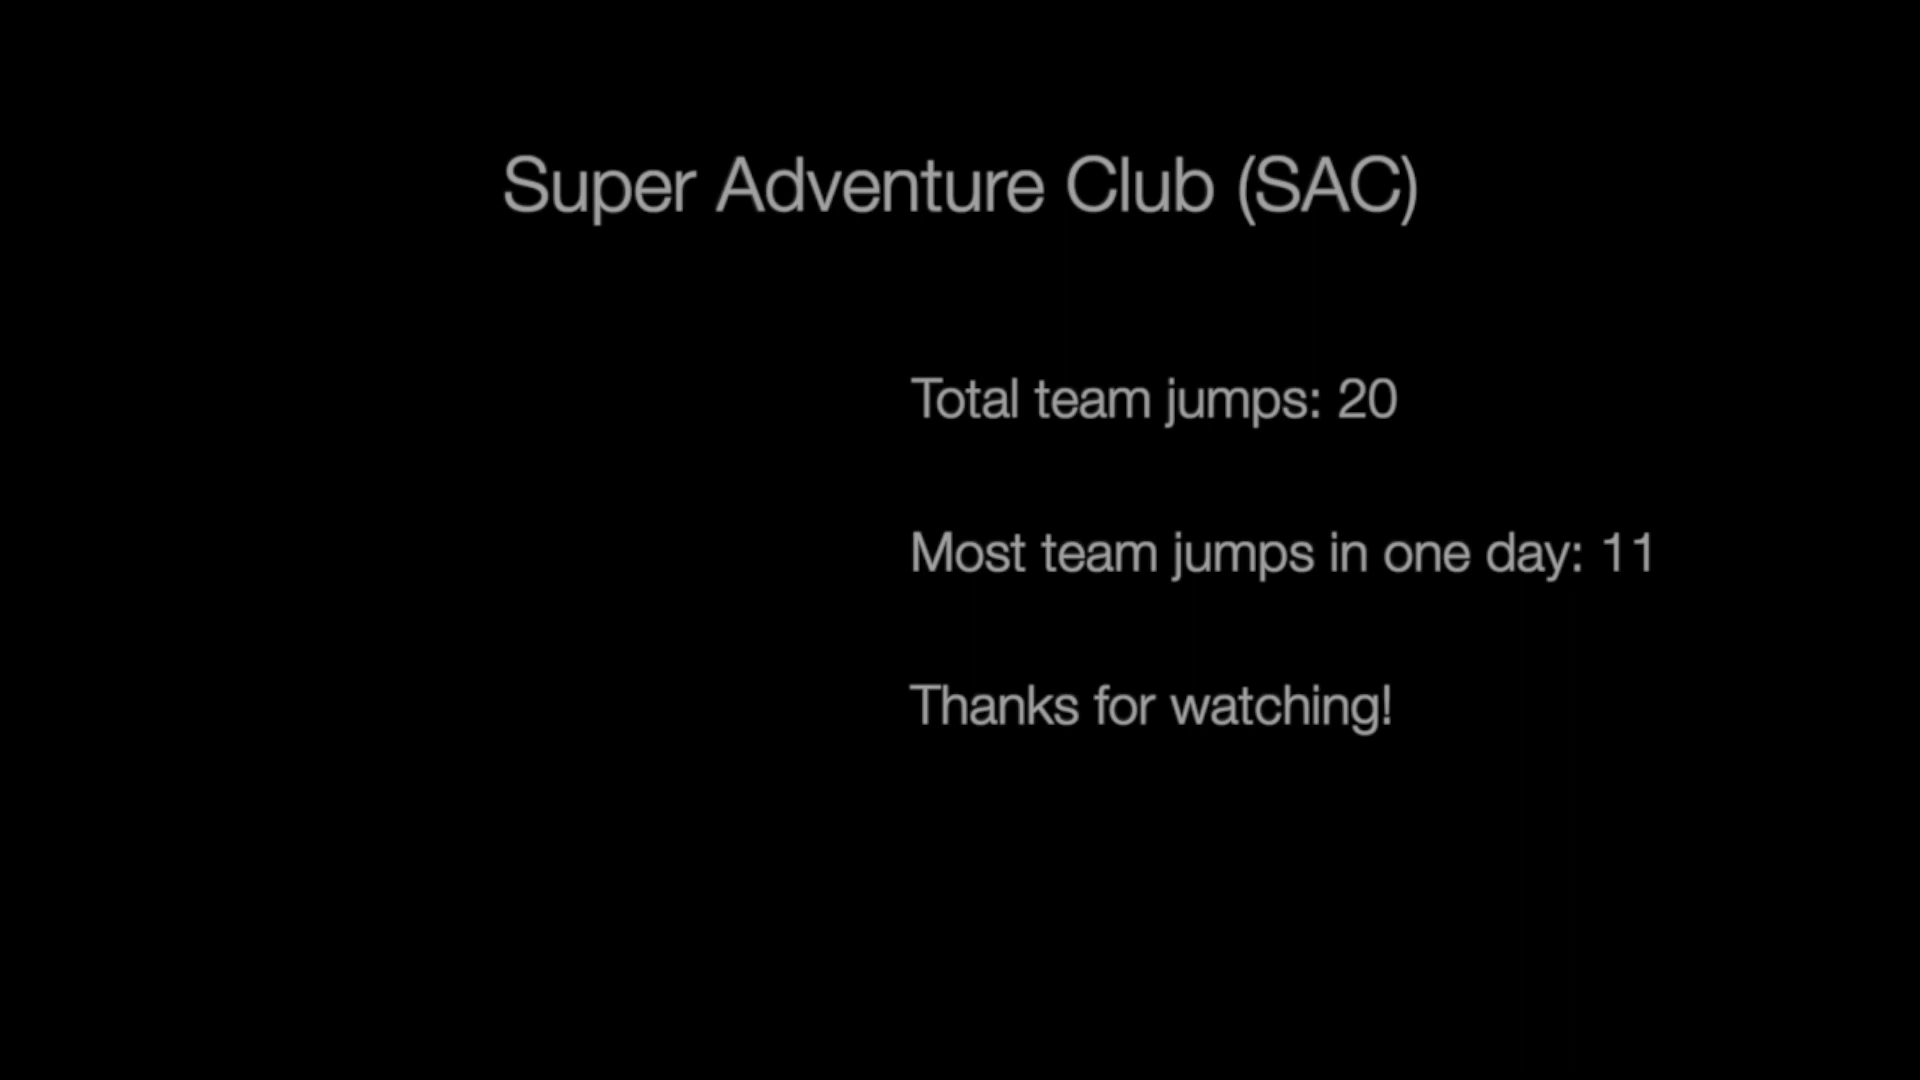 Super Adventure Club (SAC)
Total team jumps: 20
Most team jumps in one day: 11
Thanks for watching!